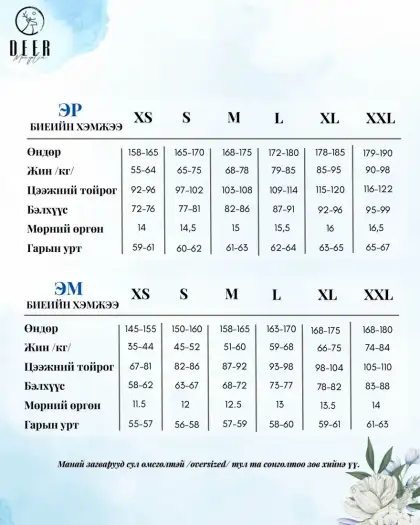 DEER
Mongolia
ЭР
БИЕИЙН ХЭМЖЭЭ XS S M L XL XXL
Өндөр 158-165 165-170 168-175 172-180 178-185 179-190
Жин /кг/ 55-64 65-75 68-78 79-85 85-95 90-98
Цээжний тойрог 92-96 97-102 103-108 109-114 115-120 116-122
Бэлхүүс 72-76 77-81 82-86 87-91 92-96 95-99
Мөрний өргөн 14 14,5 15 15,5 16 16,5
Гарын урт 59-61 60-62 61-63 62-64 63-65 65-67
ЭМ
БИЕИЙН ХЭМЖЭЭ XS S M L XL XXL
Өндөр 145-155 150-160 158-165 163-170 168-175 168-180
Жин /кг/ 35-44 45-52 51-60 59-68 66-75 74-84
Цээжний тойрог 67-81 82-86 87-92 93-98 98-104 105-110
Бэлхүүс 58-62 63-67 68-72 73-77 78-82 83-88
Мөрний өргөн 11.5 12 12.5 13 13.5 14
Гарын урт 55-57 56-58 57-59 58-60 59-61 61-63
Манай загварууд сул өмсгөлтэй /oversized/ тул та сонголтоо зөв хийнэ үү.